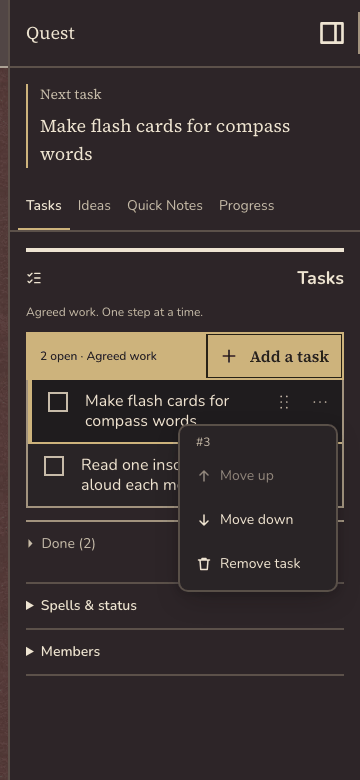 Quest
Next task
Make flash cards for compass
words
Tasks Ideas Quick Notes Progress
Tasks
Agreed work. One step at a time.
2 open · Agreed work
Add a task
Make flash cards for
compass words
Read one
aloud each
#3
Move up
Move down
Remove task
Done (2)
Spells & status
Members